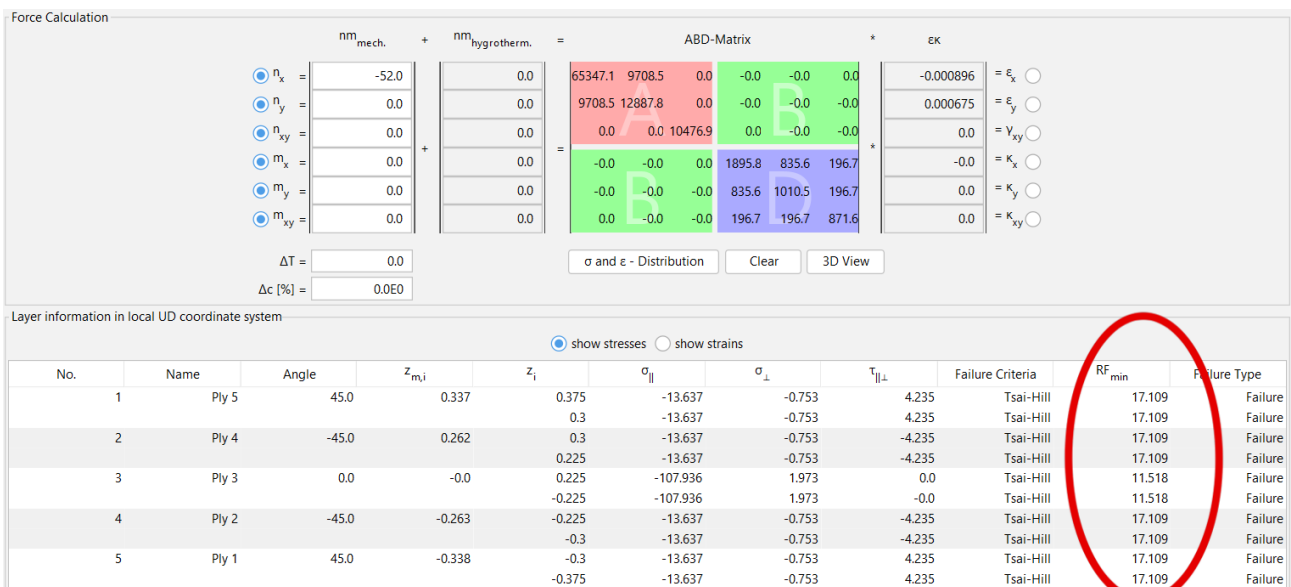 Force Calculation
nm mech. + nm hygrotherm. = ABD-Matrix * εκ
n x = -52.0 0.0 65347.1 9708.5 0.0 -0.0 -0.0 0.0 -0.000896 = ε x
n y = 0.0 0.0 9708.5 12887.8 0.0 -0.0 -0.0 -0.0 0.000675 = ε y
n xy = 0.0 0.0 0.0 0.0 10476.9 0.0 -0.0 -0.0 0.0 = γ xy
A B
+ = *
m x = 0.0 0.0 -0.0 -0.0 0.0 1895.8 835.6 196.7 -0.0 = κ x
m y = 0.0 0.0 -0.0 -0.0 -0.0 835.6 1010.5 196.7 0.0 = κ y
m xy = 0.0 0.0 0.0 -0.0 -0.0 196.7 196.7 871.6 0.0 = κ xy
B D
ΔT = 0.0 σ and ε - Distribution Clear 3D View
Δc [%] = 0.0E0
Layer information in local UD coordinate system
show stresses show strains
No. Name Angle z m,i z i σ || σ ⊥ τ ||⊥ Failure Criteria RF min Failure Type
1 Ply 5 45.0 0.337 0.375 -13.637 -0.753 4.235 Tsai-Hill 17.109 Failure
0.3 -13.637 -0.753 4.235 Tsai-Hill 17.109 Failure
2 Ply 4 -45.0 0.262 0.3 -13.637 -0.753 -4.235 Tsai-Hill 17.109 Failure
0.225 -13.637 -0.753 -4.235 Tsai-Hill 17.109 Failure
3 Ply 3 0.0 -0.0 0.225 -107.936 1.973 0.0 Tsai-Hill 11.518 Failure
-0.225 -107.936 1.973 -0.0 Tsai-Hill 11.518 Failure
4 Ply 2 -45.0 -0.263 -0.225 -13.637 -0.753 -4.235 Tsai-Hill 17.109 Failure
-0.3 -13.637 -0.753 -4.235 Tsai-Hill 17.109 Failure
5 Ply 1 45.0 -0.338 -0.3 -13.637 -0.753 4.235 Tsai-Hill 17.109 Failure
-0.375 -13.637 -0.753 4.235 Tsai-Hill 17.109 Failure